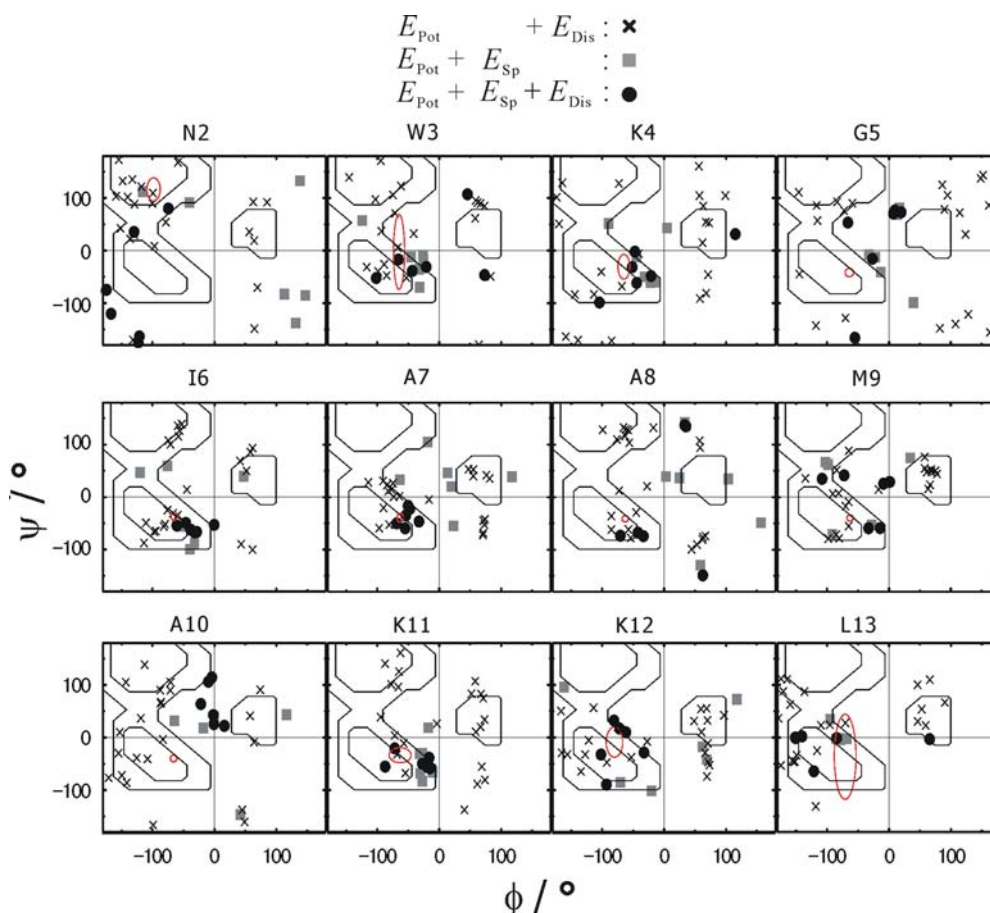 E_Pot + E_Dis : ×
E_Pot + E_Sp : ■
E_Pot + E_Sp + E_Dis : ●
N2 W3 K4 G5
100
0
−100
I6 A7 A8 M9
100
0
−100
A10 K11 K12 L13
100
0
−100
−100 0 100 −100 0 100 −100 0 100 −100 0 100
ψ / °
ϕ / °